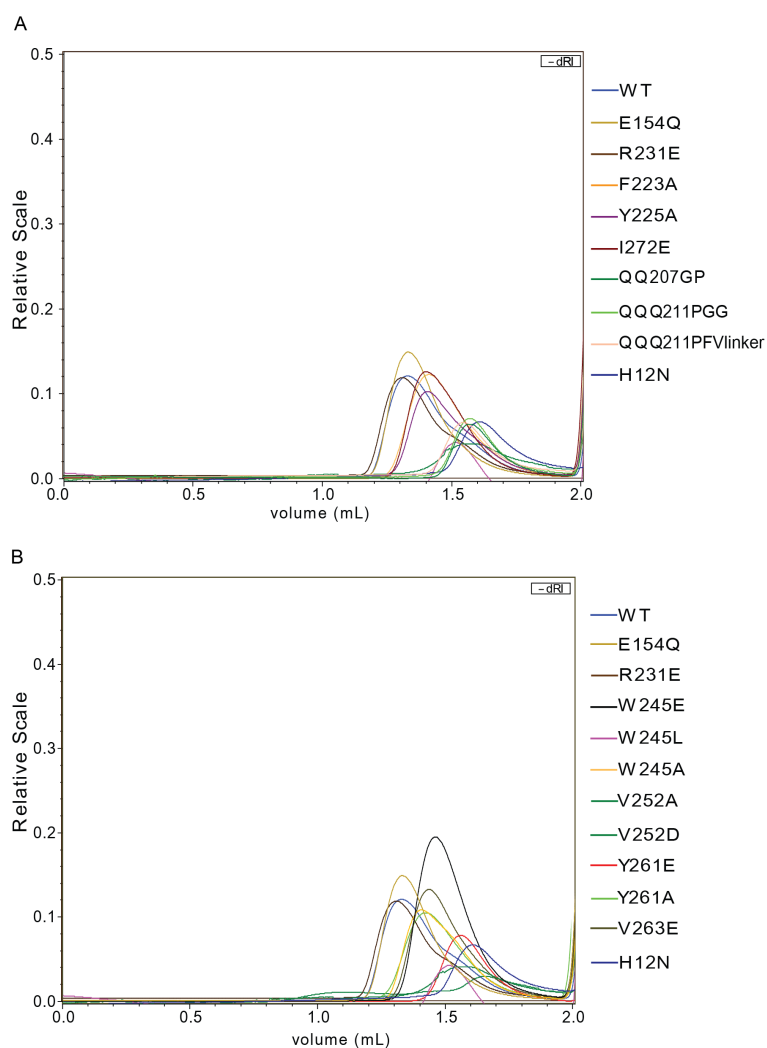 A
0.5
– dRI
0.4
0.3
0.2
0.1
0.0
Relative Scale
0.0
0.5
1.0
1.5
2.0
volume (mL)
WT
E154Q
R231E
F223A
Y225A
I272E
QQ207GP
QQQ211PGG
QQQ211PFVlinker
H12N
B
0.5
– dRI
0.4
0.3
0.2
0.1
0.0
Relative Scale
0.0
0.5
1.0
1.5
2.0
volume (mL)
WT
E154Q
R231E
W245E
W245L
W245A
V252A
V252D
Y261E
Y261A
V263E
H12N